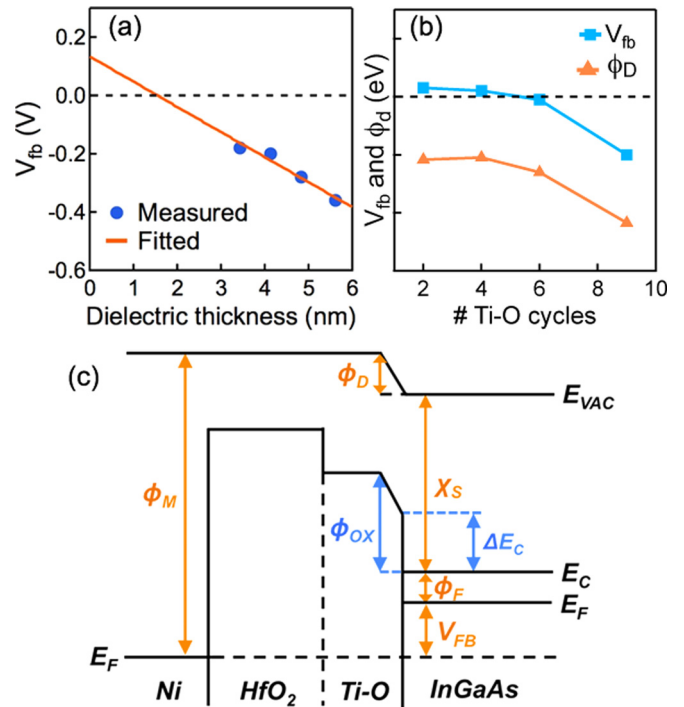 (a)
V_fb (V)
0.2
0.0
-0.2
-0.4
-0.6
Measured
Fitted
0 1 2 3 4 5 6
Dielectric thickness (nm)
(b)
V_fb
ϕ_D
V_fb and ϕ_d (eV)
2 4 6 8 10
# Ti-O cycles
(c)
ϕ_D
E_VAC
ϕ_M
χ_S
ϕ_OX
ΔE_C
E_C
ϕ_F
E_F
V_FB
E_F
Ni HfO₂ Ti-O InGaAs